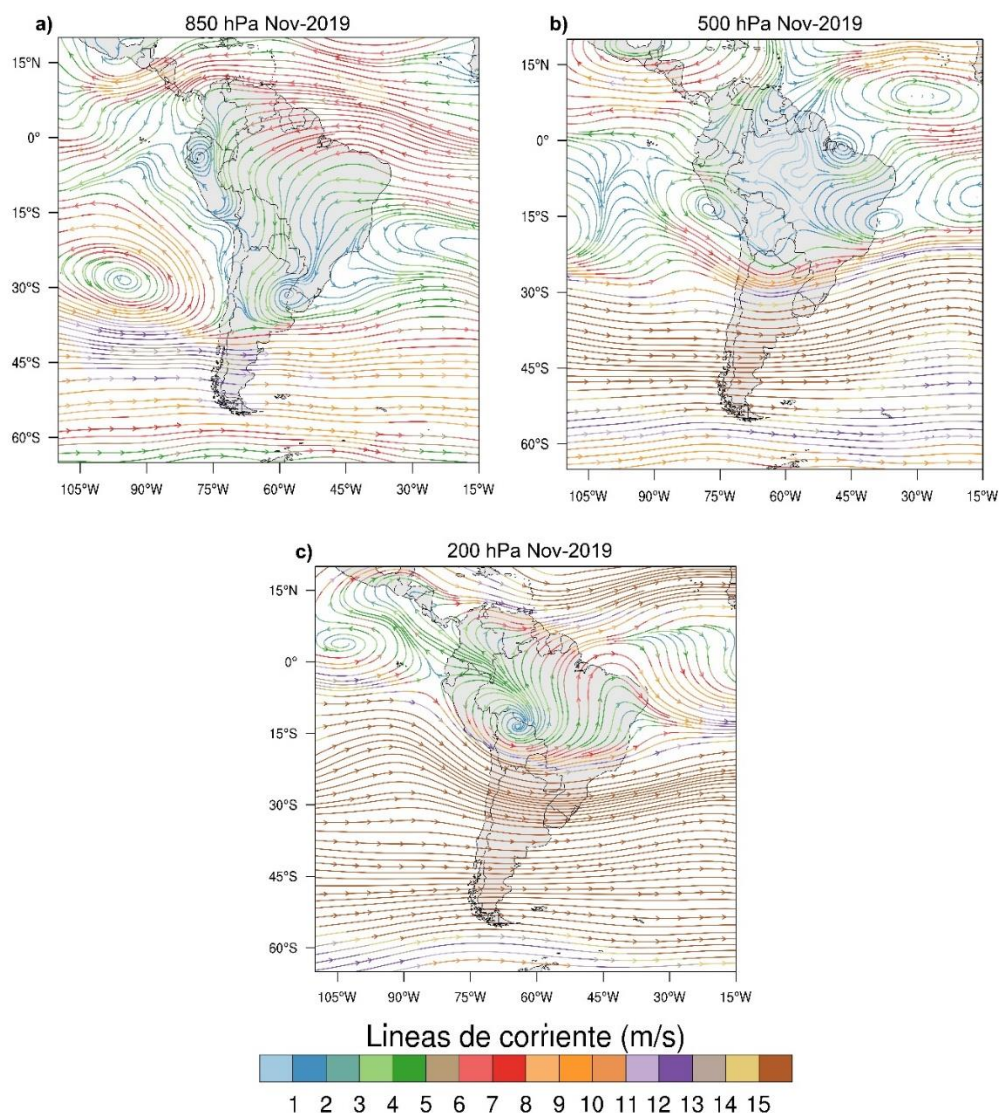 a) 850 hPa Nov-2019
15°N
0°
15°S
30°S
45°S
60°S
105°W 90°W 75°W 60°W 45°W 30°W 15°W
b) 500 hPa Nov-2019
15°N
0°
15°S
30°S
45°S
60°S
105°W 90°W 75°W 60°W 45°W 30°W 15°W
c) 200 hPa Nov-2019
15°N
0°
15°S
30°S
45°S
60°S
105°W 90°W 75°W 60°W 45°W 30°W 15°W
Lineas de corriente (m/s)
1 2 3 4 5 6 7 8 9 10 11 12 13 14 15